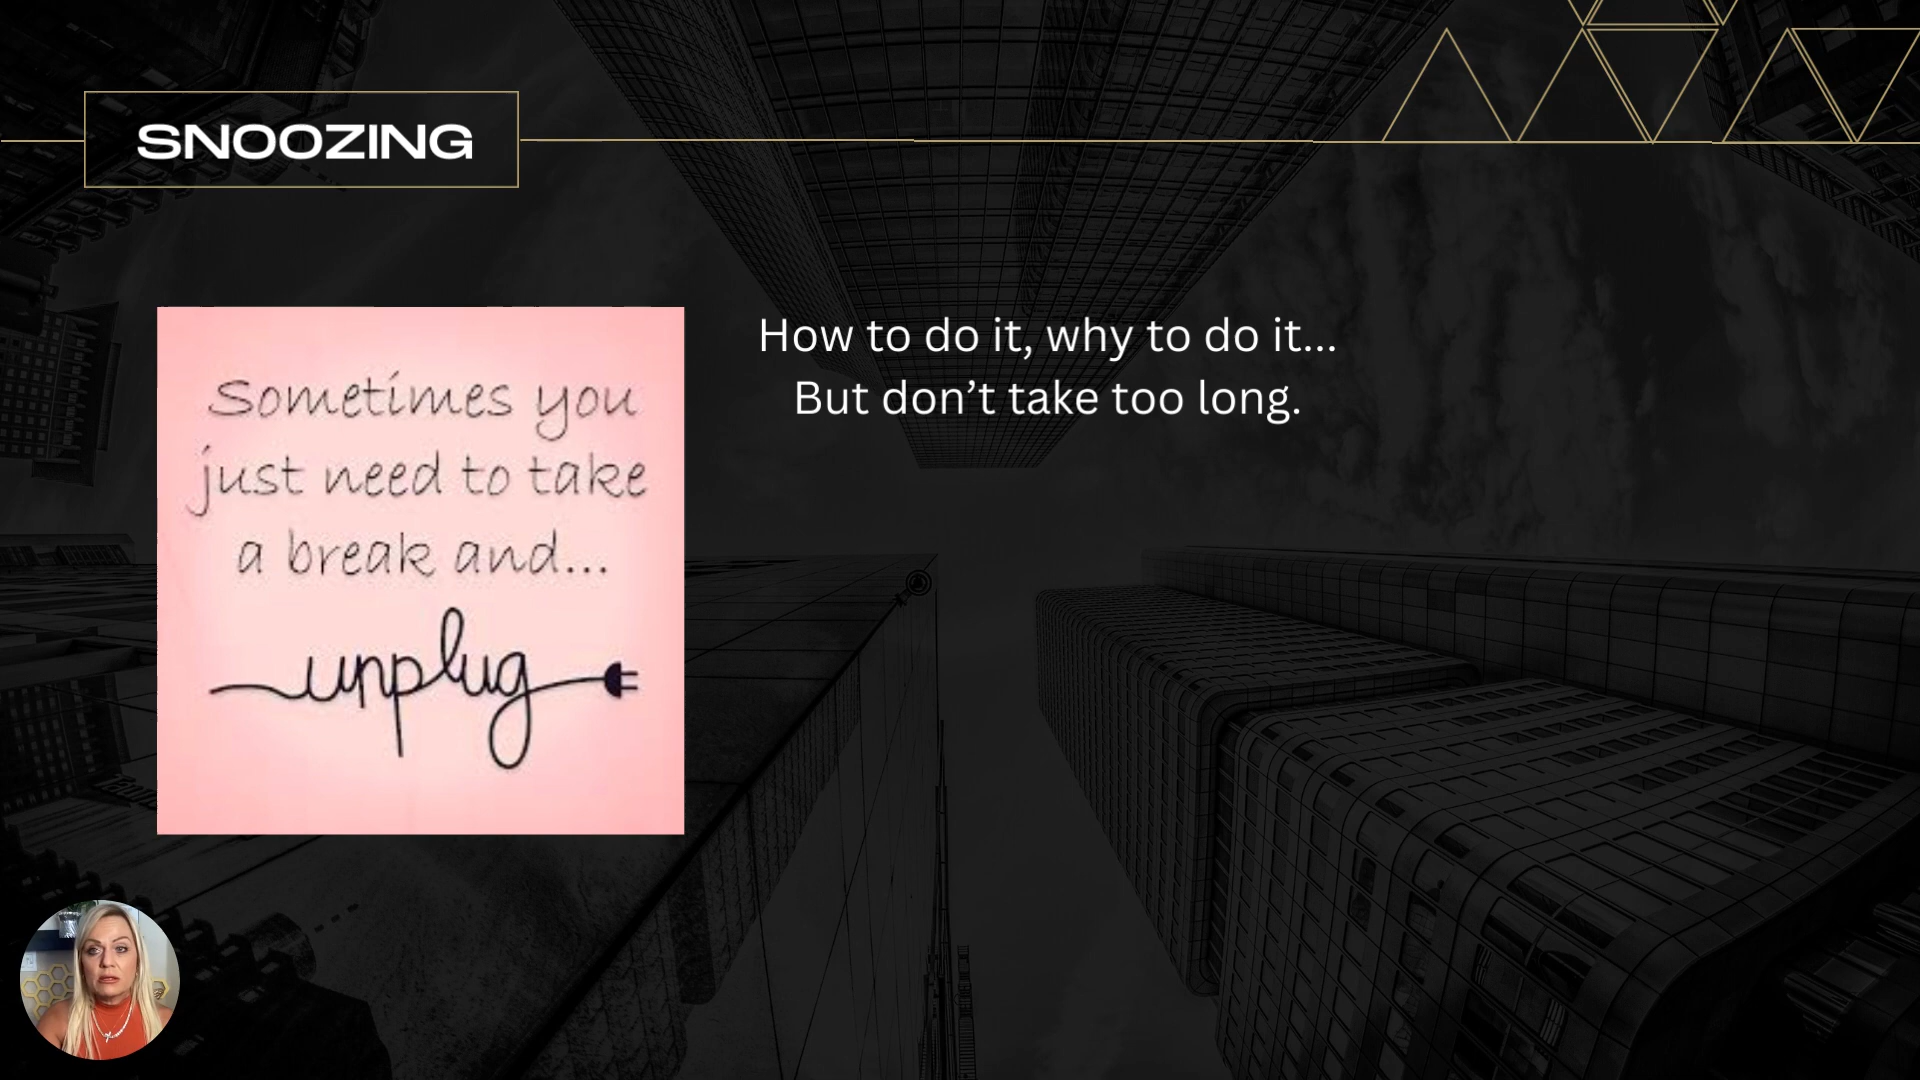 SNOOZING
Sometimes you
just need to take
a break and...
unplug
How to do it, why to do it...
But don’t take too long.